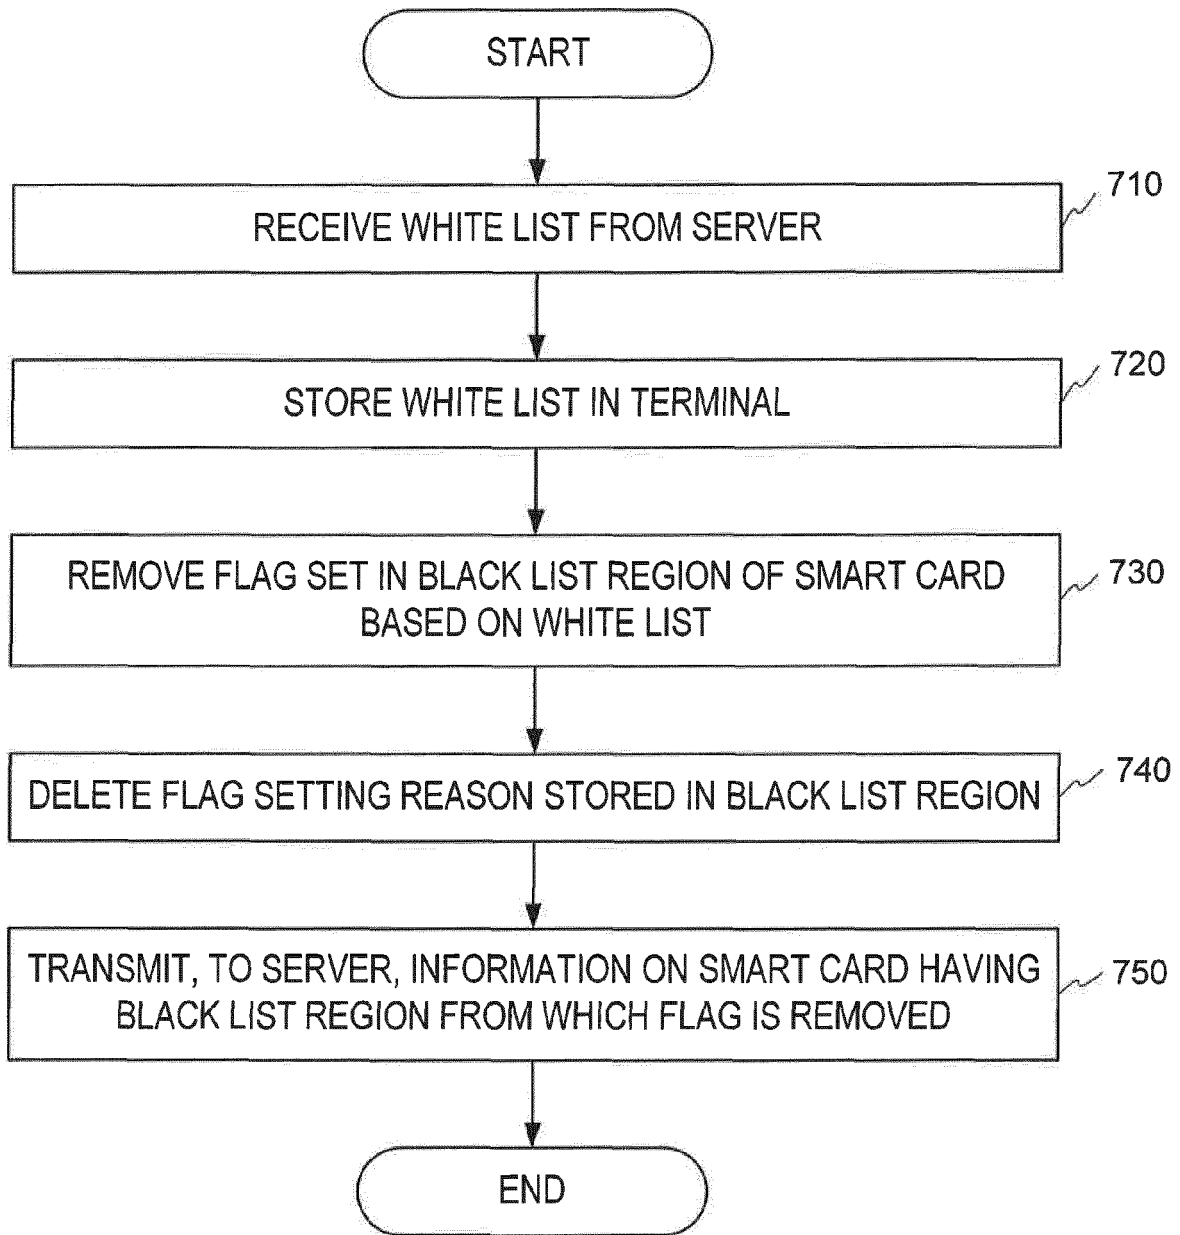 START
710
RECEIVE WHITE LIST FROM SERVER
720
STORE WHITE LIST IN TERMINAL
730
REMOVE FLAG SET IN BLACK LIST REGION OF SMART CARD
BASED ON WHITE LIST
740
DELETE FLAG SETTING REASON STORED IN BLACK LIST REGION
750
TRANSMIT, TO SERVER, INFORMATION ON SMART CARD HAVING
BLACK LIST REGION FROM WHICH FLAG IS REMOVED
END